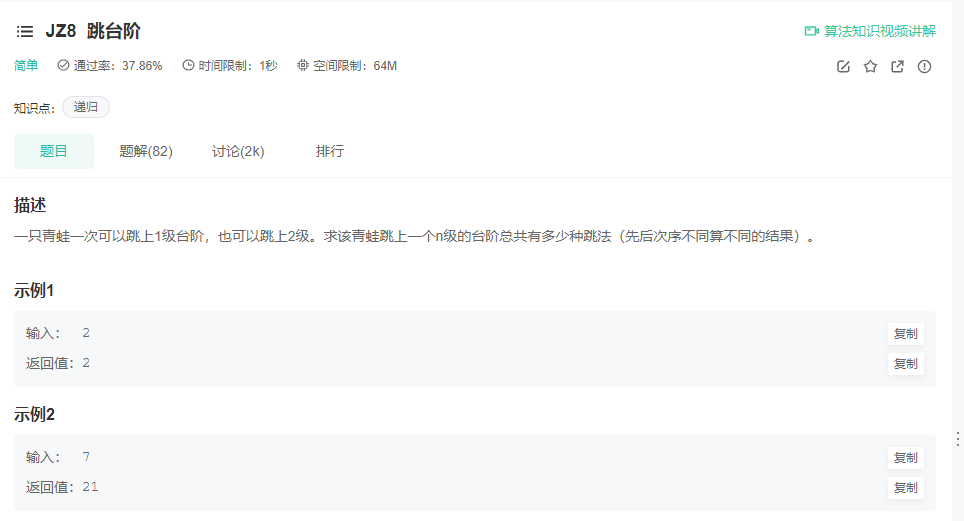 JZ8 跳台阶
算法知识视频讲解
简单 通过率：37.86% 时间限制：1秒 空间限制：64M
知识点： 递归
题目 题解(82) 讨论(2k) 排行
描述
一只青蛙一次可以跳上1级台阶，也可以跳上2级。求该青蛙跳上一个n级的台阶总共有多少种跳法（先后次序不同算不同的结果）。
示例1
输入： 2
复制
返回值：2
复制
示例2
输入： 7
复制
返回值：21
复制